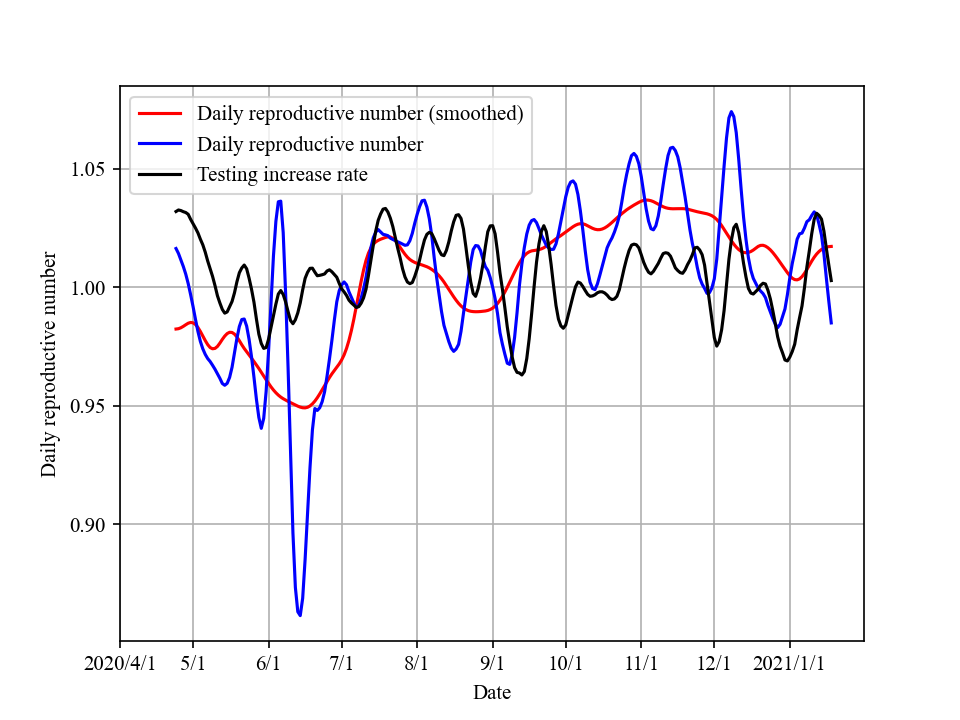 Daily reproductive number (smoothed)
Daily reproductive number
Testing increase rate
Daily reproductive number
1.05
1.00
0.95
0.90
2020/4/1 5/1 6/1 7/1 8/1 9/1 10/1 11/1 12/1 2021/1/1
Date